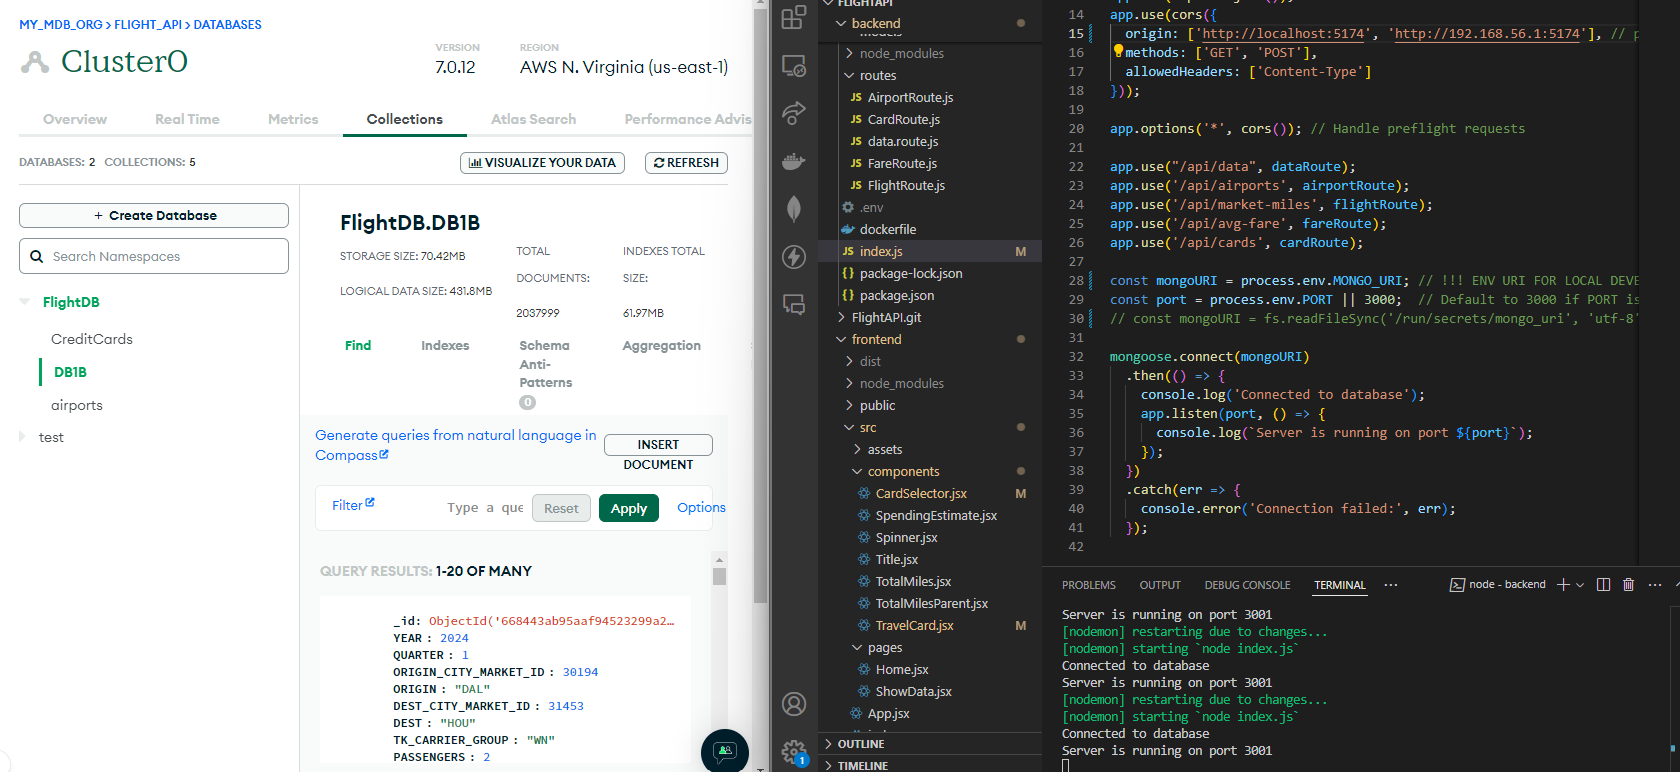 MY_MDB_ORG > FLIGHT_API > DATABASES
Cluster0
VERSION
7.0.12
REGION
AWS N. Virginia (us-east-1)
Overview
Real Time
Metrics
Collections
Atlas Search
Performance Advis
DATABASES: 2 COLLECTIONS: 5
VISUALIZE YOUR DATA
REFRESH
+ Create Database
Search Namespaces
FlightDB
CreditCards
DB1B
airports
test
FlightDB.DB1B
STORAGE SIZE: 70.42MB
LOGICAL DATA SIZE: 431.8MB
TOTAL
DOCUMENTS:
2037999
INDEXES TOTAL
SIZE:
61.97MB
Find
Indexes
Schema
Anti-
Patterns
0
Aggregation
Generate queries from natural language in
Compass
INSERT
DOCUMENT
Filter
Type a que
Reset
Apply
Options
QUERY RESULTS: 1-20 OF MANY
_id: ObjectId('668443ab95aaf94523299a2…
YEAR : 2024
QUARTER : 1
ORIGIN_CITY_MARKET_ID : 30194
ORIGIN : "DAL"
DEST_CITY_MARKET_ID : 31453
DEST : "HOU"
TK_CARRIER_GROUP : "WN"
PASSENGERS : 2
FLIGHTAPI
backend
node_modules
routes
JS AirportRoute.js
JS CardRoute.js
JS data.route.js
JS FareRoute.js
JS FlightRoute.js
.env
dockerfile
JS index.js M
{} package-lock.json
{} package.json
FlightAPI.git
frontend
dist
node_modules
public
src
assets
components
CardSelector.jsx M
SpendingEstimate.jsx
Spinner.jsx
Title.jsx
TotalMiles.jsx
TotalMilesParent.jsx
TravelCard.jsx M
pages
Home.jsx
ShowData.jsx
App.jsx
OUTLINE
TIMELINE
1
14 app.use(cors({
15 origin: ['http://localhost:5174', 'http://192.168.56.1:5174'], // p
16 methods: ['GET', 'POST'],
17 allowedHeaders: ['Content-Type']
18 }));
19
20 app.options('*', cors()); // Handle preflight requests
21
22 app.use("/api/data", dataRoute);
23 app.use('/api/airports', airportRoute);
24 app.use('/api/market-miles', flightRoute);
25 app.use('/api/avg-fare', fareRoute);
26 app.use('/api/cards', cardRoute);
27
28 const mongoURI = process.env.MONGO_URI; // !!! ENV URI FOR LOCAL DEVE
29 const port = process.env.PORT || 3000; // Default to 3000 if PORT is
30 // const mongoURI = fs.readFileSync('/run/secrets/mongo_uri', 'utf-8'
31
32 mongoose.connect(mongoURI)
33 .then(() => {
34 console.log('Connected to database');
35 app.listen(port, () => {
36 console.log(`Server is running on port ${port}`);
37 });
38 })
39 .catch(err => {
40 console.error('Connection failed:', err);
41 });
42
PROBLEMS
OUTPUT
DEBUG CONSOLE
TERMINAL
node - backend
Server is running on port 3001
[nodemon] restarting due to changes...
[nodemon] starting `node index.js`
Connected to database
Server is running on port 3001
[nodemon] restarting due to changes...
[nodemon] starting `node index.js`
Connected to database
Server is running on port 3001